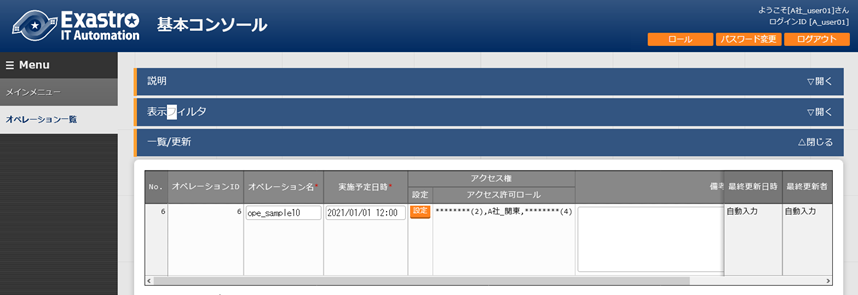 Exastro
IT Automation
基本コンソール
ようこそ[A社_user01]さん
ログインID [A_user01]
ロール
パスワード変更
ログアウト
☰ Menu
メインメニュー
オペレーション一覧
説明
▽開く
表示フィルタ
▽開く
一覧/更新
△閉じる
No.
オペレーションID
オペレーション名*
実施予定日時*
アクセス権
設定
アクセス許可ロール
備考
最終更新日時
最終更新者
6
6
ope_sample10
2021/01/01 12:00
設定
********(2),A社_関東,********(4)
自動入力
自動入力